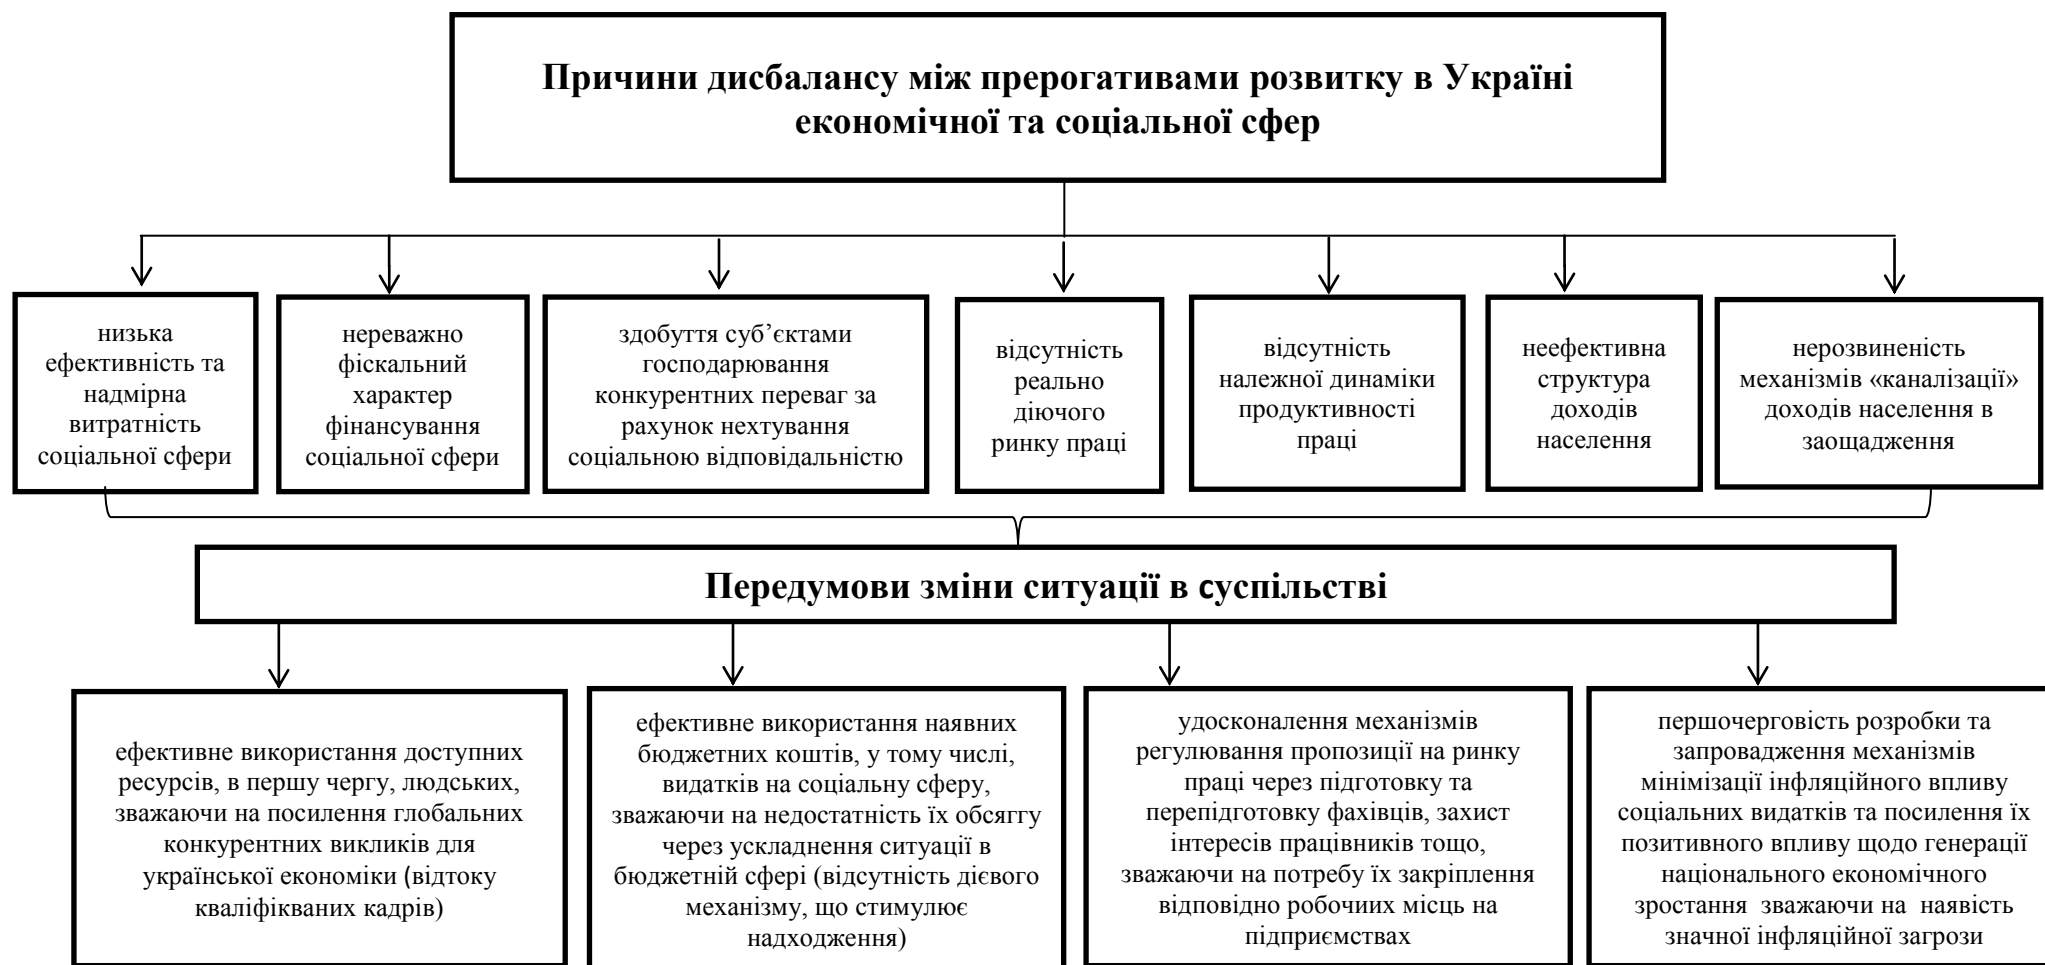 Причини дисбалансу між прерогативами розвитку в Україні
економічної та соціальної сфер
низька
ефективність та
надмірна
витратність
соціальної сфери
нереважно
фіскальний
характер
фінансування
соціальної сфери
здобуття суб’єктами
господарювання
конкурентних переваг за
рахунок нехтування
соціальною відповідальністю
відсутність
реально
діючого
ринку праці
відсутність
належної динаміки
продуктивності
праці
неефективна
структура
доходів
населення
нерозвиненість
механізмів «каналізації»
доходів населення в
заощадження
Передумови зміни ситуації в суспільстві
ефективне використання доступних
ресурсів, в першу чергу, людських,
зважаючи на посилення глобальних
конкурентних викликів для
української економіки (відтоку
кваліфікваних кадрів)
ефективне використання наявних
бюджетних коштів, у тому числі,
видатків на соціальну сферу,
зважаючи на недостатність їх обсяггу
через ускладнення ситуації в
бюджетній сфері (відсутність дієвого
механізму, що стимулює
надходження)
удосконалення механізмів
регулювання пропозиції на ринку
праці через підготовку та
перепідготовку фахівців, захист
інтересів працівників тощо,
зважаючи на потребу їх закріплення
відповідно робочиих місць на
підприємствах
першочерговість розробки та
запровадження механізмів
мінімізації інфляційного впливу
соціальних видатків та посилення їх
позитивного впливу щодо генерації
національного економічного
зростання зважаючи на наявість
значної інфляційної загрози